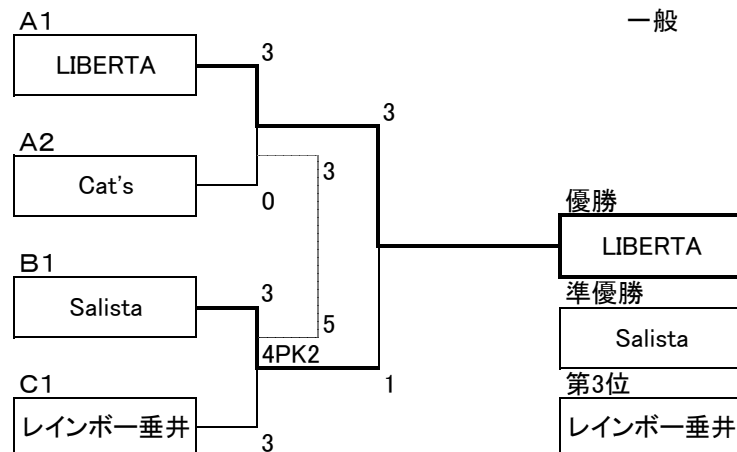 一般
A1
LIBERTA
3
3
A2
Cat's
0
3
優勝
LIBERTA
B1
Salista
3
5
4PK2
準優勝
Salista
C1
レインボー垂井
3
1
第3位
レインボー垂井